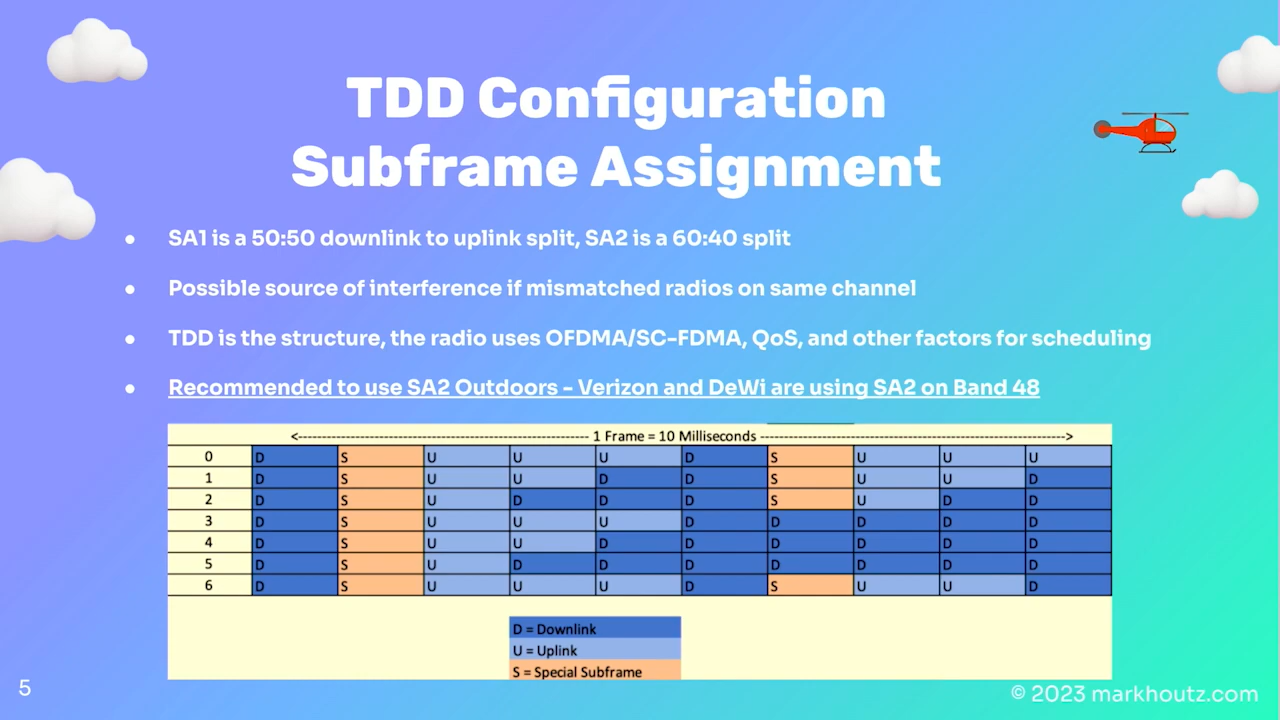 TDD Configuration
Subframe Assignment
● SA1 is a 50:50 downlink to uplink split, SA2 is a 60:40 split
● Possible source of interference if mismatched radios on same channel
● TDD is the structure, the radio uses OFDMA/SC-FDMA, QoS, and other factors for scheduling
● Recommended to use SA2 Outdoors - Verizon and DeWi are using SA2 on Band 48
<---------- 1 Frame = 10 Milliseconds ---------->
0 D S U U U D S U U U
1 D S U U D D S U U D
2 D S U D D D S U D D
3 D S U U U D D D D D
4 D S U U D D D D D D
5 D S U D D D D D D D
6 D S U U U D S U U D
D = Downlink
U = Uplink
S = Special Subframe
5
© 2023 markhoutz.com